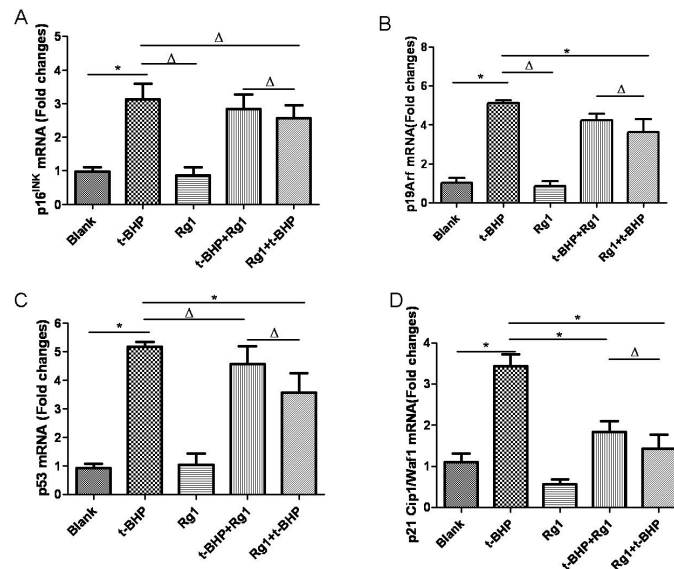 A
p16INK mRNA (Fold changes)
5
4
3
2
1
0
*
Δ
Δ
Δ
Blank
t-BHP
Rg1
t-BHP+Rg1
Rg1+t-BHP
B
p19Arf mRNA(Fold changes)
8
6
4
2
0
*
Δ
*
Δ
Blank
t-BHP
Rg1
t-BHP+Rg1
Rg1+t-BHP
C
p53 mRNA (Fold changes)
6
5
4
3
2
1
0
*
Δ
*
Δ
Blank
t-BHP
Rg1
t-BHP+Rg1
Rg1+t-BHP
D
p21 Cip1/Waf1 mRNA(Fold changes)
4
3
2
1
0
*
*
*
Δ
Blank
t-BHP
Rg1
t-BHP+Rg1
Rg1+t-BHP